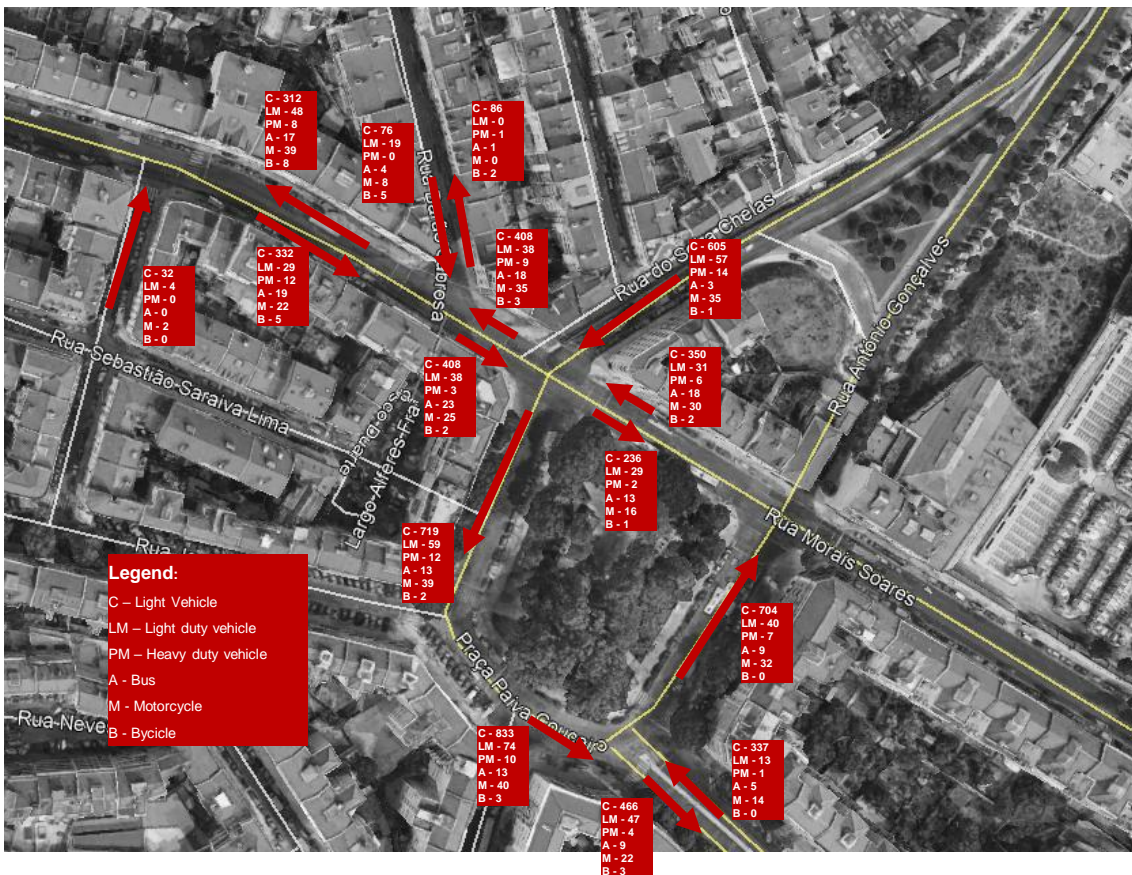 C - 312
LM - 48
PM - 8
A - 17
M - 39
B - 8
C - 76
LM - 19
PM - 0
A - 4
M - 8
B - 5
C - 86
LM - 0
PM - 1
A - 1
M - 0
B - 2
C - 32
LM - 4
PM - 0
A - 0
M - 2
B - 0
C - 332
LM - 29
PM - 12
A - 19
M - 22
B - 5
C - 408
LM - 38
PM - 9
A - 18
M - 35
B - 3
C - 605
LM - 57
PM - 14
A - 3
M - 35
B - 1
C - 408
LM - 38
PM - 3
A - 23
M - 25
B - 2
C - 350
LM - 31
PM - 6
A - 18
M - 30
B - 2
C - 236
LM - 29
PM - 2
A - 13
M - 16
B - 1
C - 719
LM - 59
PM - 12
A - 13
M - 39
B - 2
C - 704
LM - 40
PM - 7
A - 9
M - 32
B - 0
C - 833
LM - 74
PM - 10
A - 13
M - 40
B - 3
C - 337
LM - 13
PM - 1
A - 5
M - 14
B - 0
C - 466
LM - 47
PM - 4
A - 9
M - 22
B - 3
Rua
Rua do Chelas
Rua António Gonçalves
Rua Sebastião Saraiva Lima
Largo Alferes
Rua Morais Soares
Rua
Praça Paiva
Rua Neve
Legend:
C – Light Vehicle
LM – Light duty vehicle
PM – Heavy duty vehicle
A - Bus
M - Motorcycle
B - Bycicle